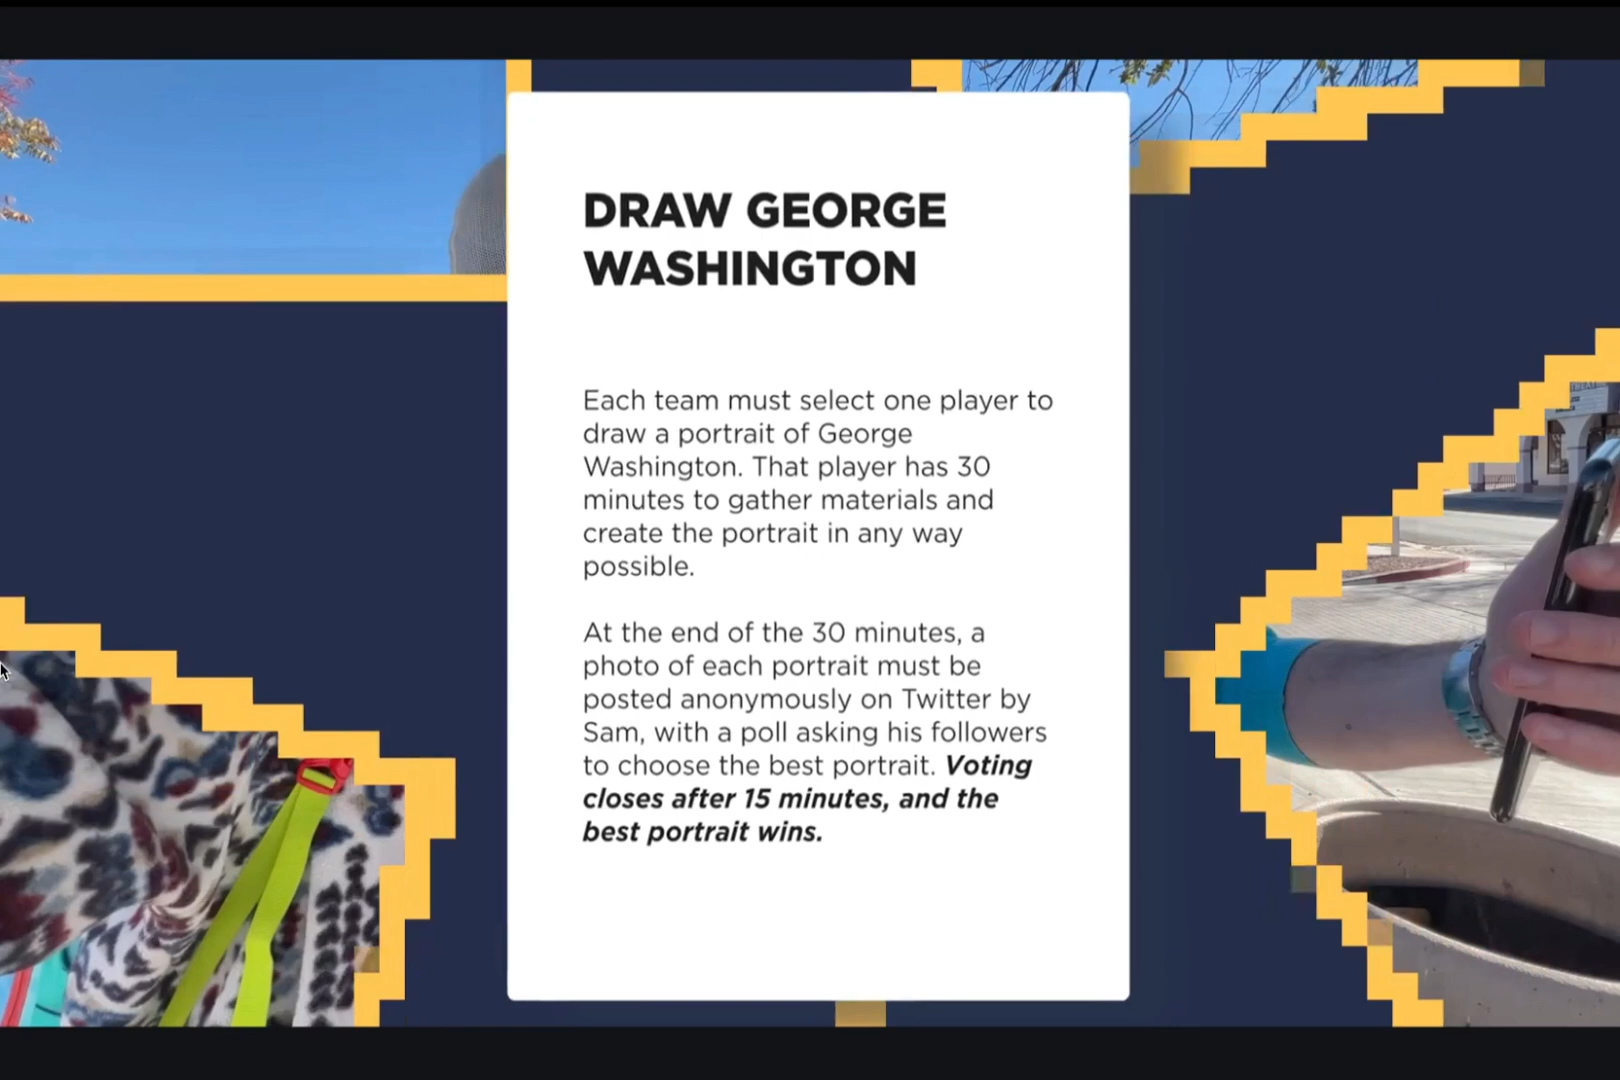 DRAW GEORGE
WASHINGTON
Each team must select one player to
draw a portrait of George
Washington. That player has 30
minutes to gather materials and
create the portrait in any way
possible.
At the end of the 30 minutes, a
photo of each portrait must be
posted anonymously on Twitter by
Sam, with a poll asking his followers
to choose the best portrait. Voting
closes after 15 minutes, and the
best portrait wins.